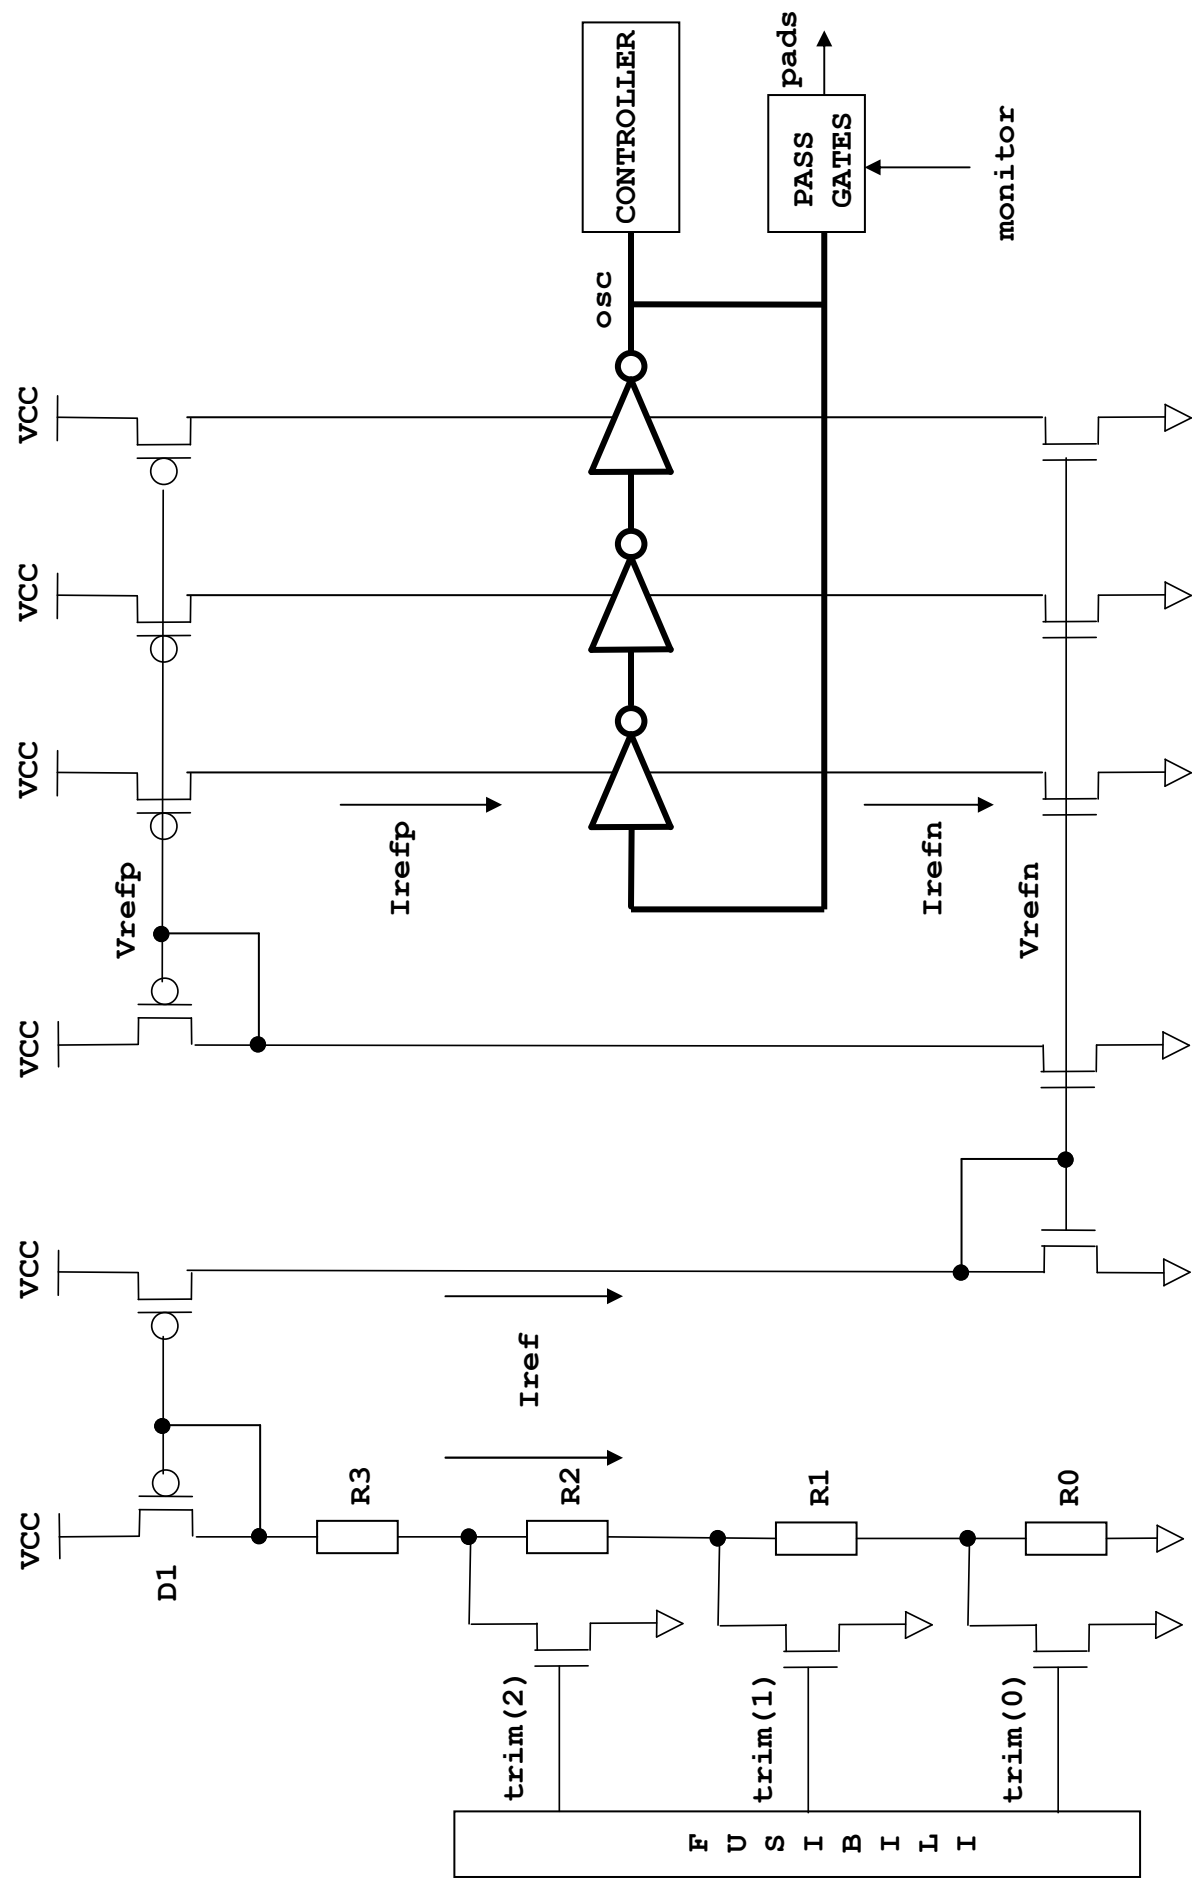 VCC
VCC
VCC
VCC
VCC
VCC
Vrefp
D1
R3
Irefp
trim(2)
Iref
R2
osc
CONTROLLER
F U S I B I L I
trim(1)
pads
R1
PASS
GATES
Irefn
monitor
trim(0)
Vrefn
R0